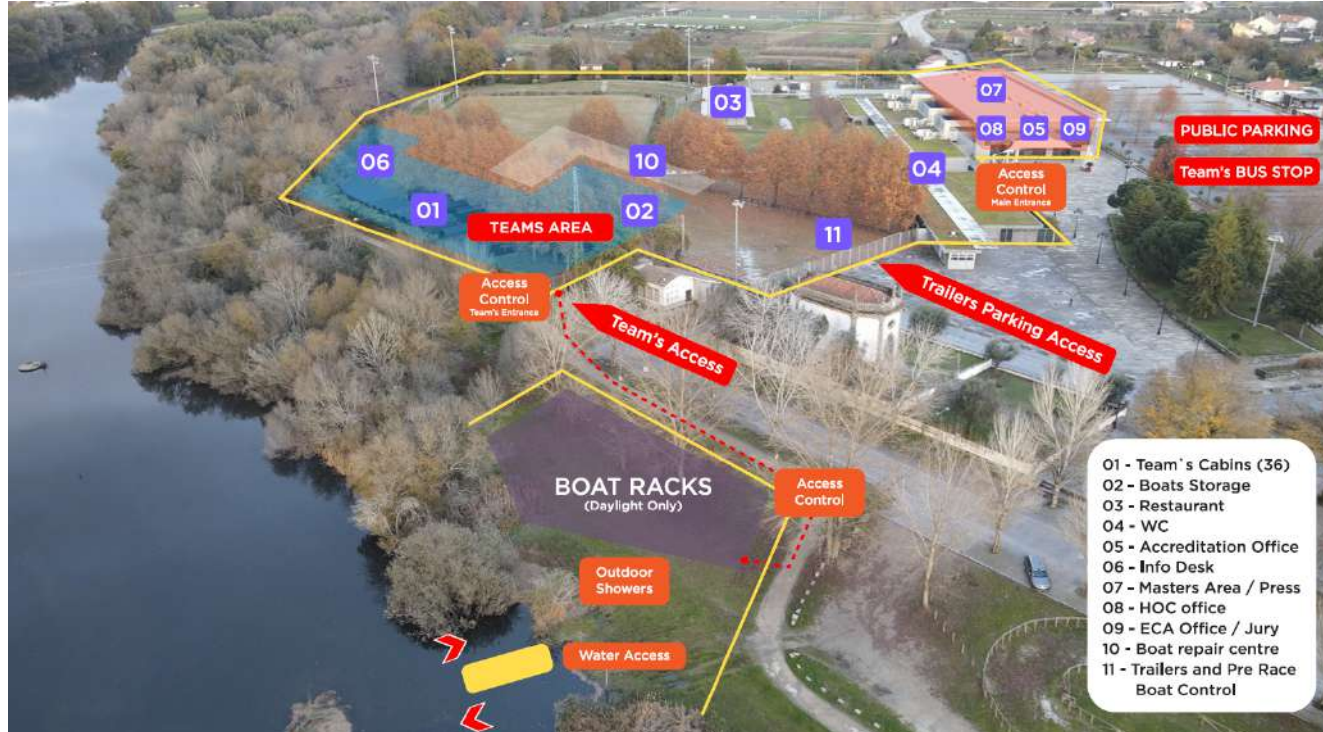 03
07
08
05
09
PUBLIC PARKING
Team's BUS STOP
06
10
04
Access
Control
Main Entrance
01
02
TEAMS AREA
11
Access
Control
Team's Entrance
Team's Access
Trailers Parking Access
BOAT RACKS
(Daylight Only)
Access
Control
Outdoor
Showers
Water Access
01 - Team`s Cabins (36)
02 - Boats Storage
03 - Restaurant
04 - WC
05 - Accreditation Office
06 - Info Desk
07 - Masters Area / Press
08 - HOC office
09 - ECA Office / Jury
10 - Boat repair centre
11 - Trailers and Pre Race
Boat Control